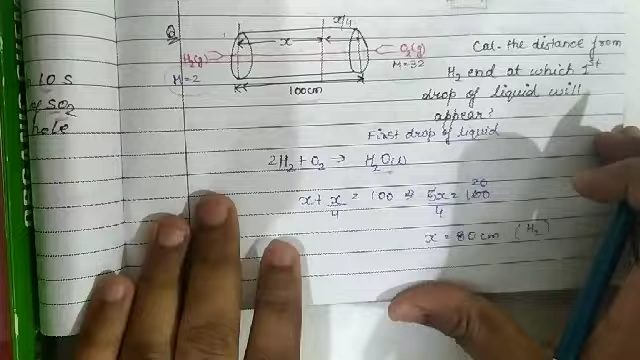 Q
x/4
x
H₂(g)
M=2
O₂(g)
M=32
100cm
Cal. the distance from
H₂ end at which 1st
drop of liquid will
appear?
First drop of liquid
2H₂ + O₂ → H₂O(l)
x + x/4 = 100 ⇒ 5x/4 = 100 20
x = 80 cm (H₂)
10 S
of SO₂
hole